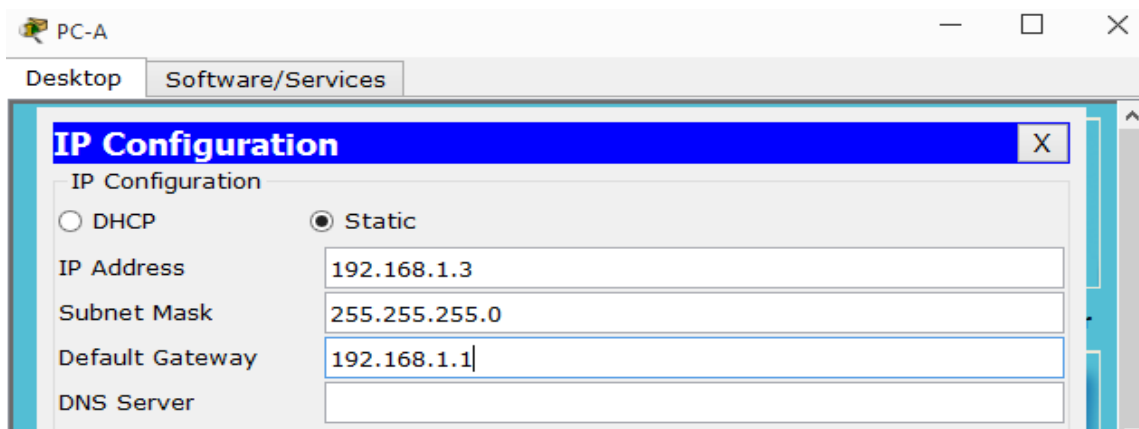 PC-A
Desktop Software/Services
IP Configuration X
IP Configuration
DHCP Static
IP Address 192.168.1.3
Subnet Mask 255.255.255.0
Default Gateway 192.168.1.1
DNS Server